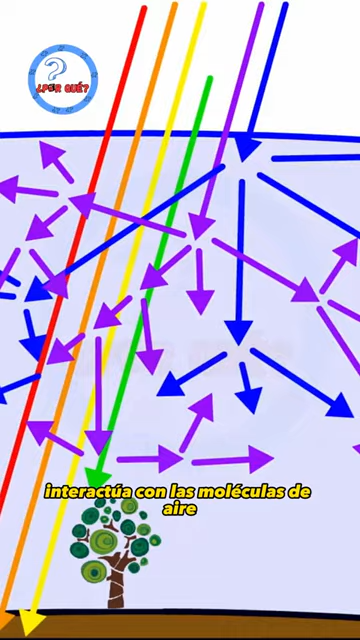 ¿POR QUÉ?
interactúa con las moléculas de
aire